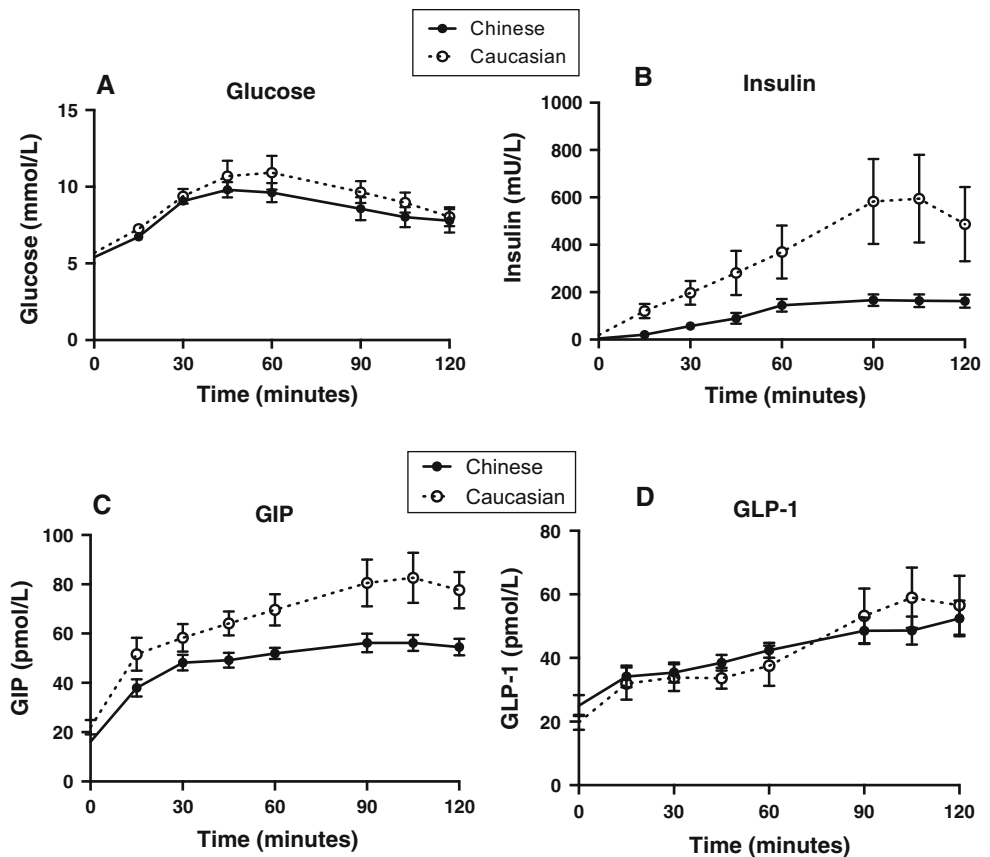 Chinese
Caucasian
A
Glucose
Glucose (mmol/L)
15
10
5
0
0 30 60 90 120
Time (minutes)
B
Insulin
Insulin (mU/L)
1000
800
600
400
200
0
0 30 60 90 120
Time (minutes)
Chinese
Caucasian
C
GIP
GIP (pmol/L)
100
80
60
40
20
0
0 30 60 90 120
Time (minutes)
D
GLP-1
GLP-1 (pmol/L)
80
60
40
20
0
0 30 60 90 120
Time (minutes)